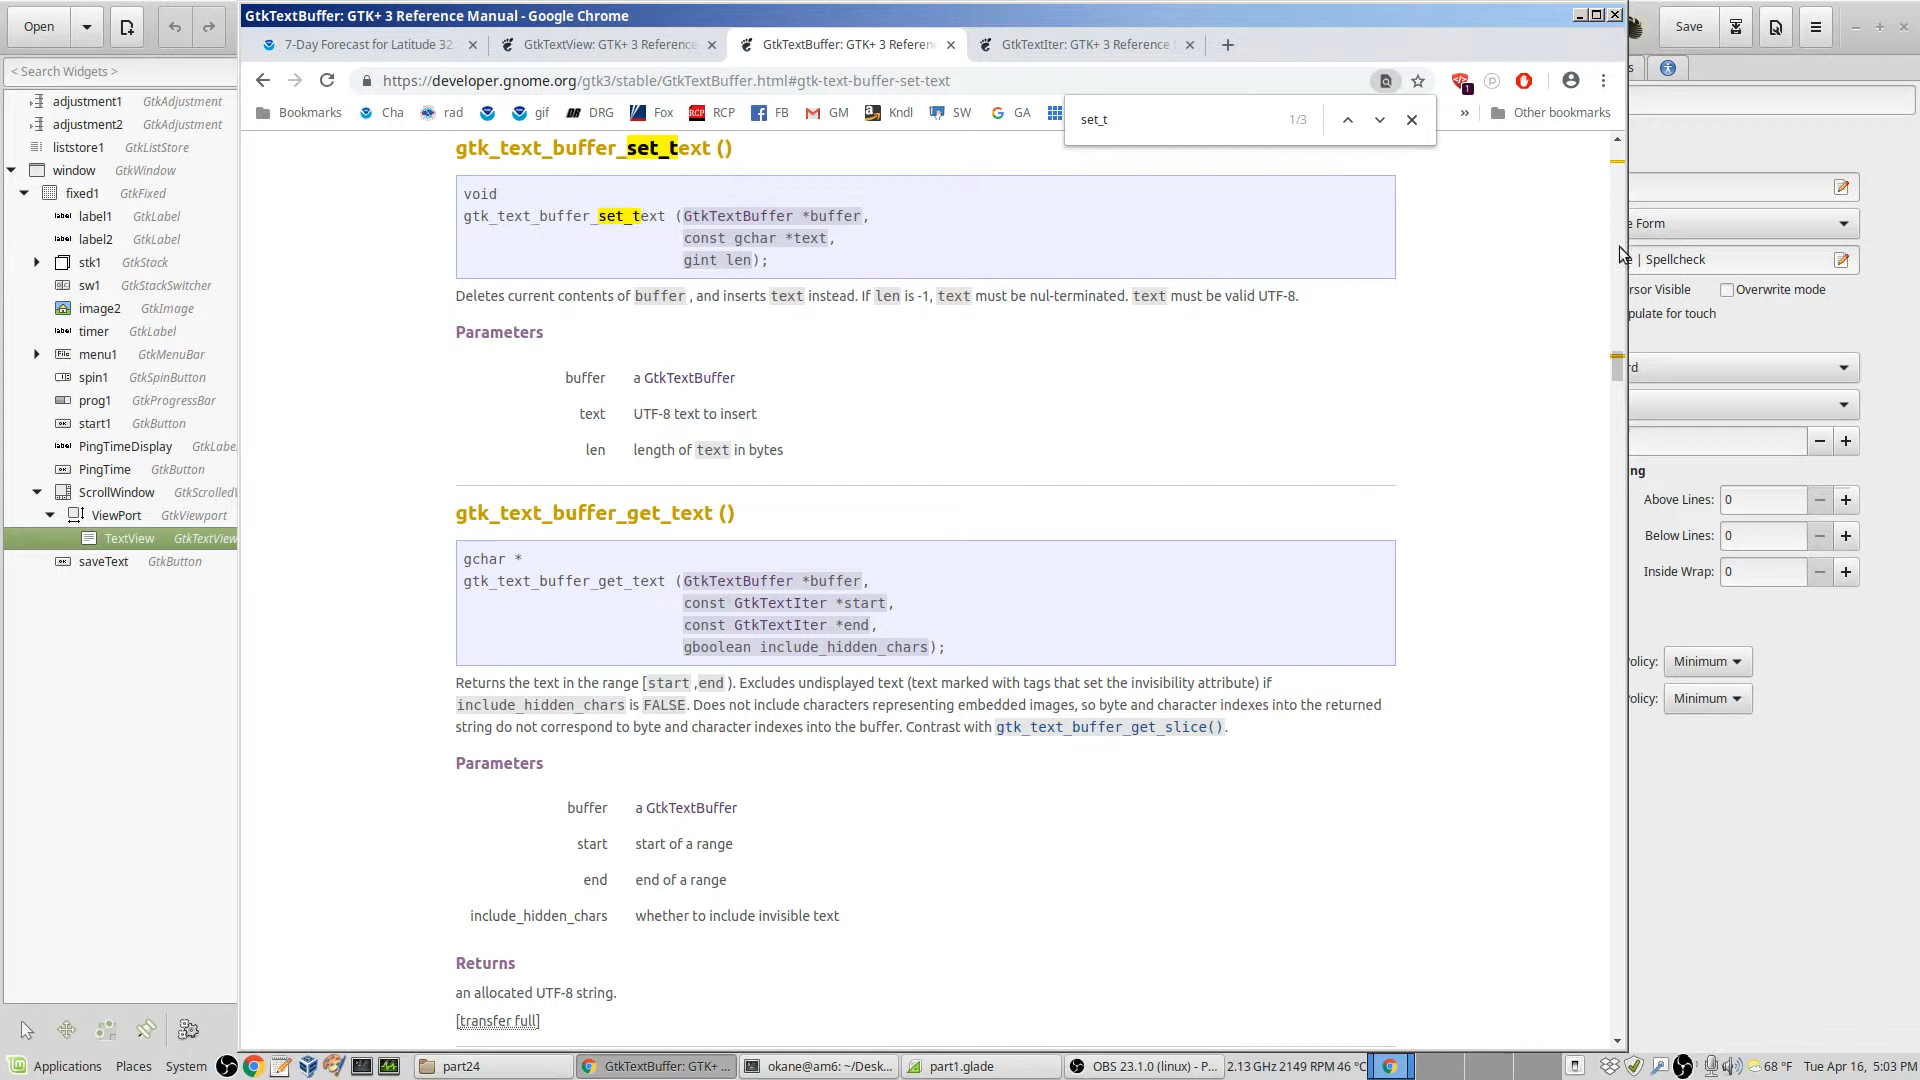 GtkTextBuffer: GTK+ 3 Reference Manual - Google Chrome
Open
Save
7-Day Forecast for Latitude 32
GtkTextView: GTK+ 3 Reference
GtkTextBuffer: GTK+ 3 Referen
GtkTextIter: GTK+ 3 Reference
< Search Widgets >
https://developer.gnome.org/gtk3/stable/GtkTextBuffer.html#gtk-text-buffer-set-text
Bookmarks
Cha
rad
gif
DRG
Fox
RCP
FB
GM
Kndl
SW
GA
»
Other bookmarks
set_t
1/3
adjustment1 GtkAdjustment
adjustment2 GtkAdjustment
liststore1 GtkListStore
window GtkWindow
fixed1 GtkFixed
label1 GtkLabel
label2 GtkLabel
stk1 GtkStack
sw1 GtkStackSwitcher
image2 GtkImage
timer GtkLabel
menu1 GtkMenuBar
spin1 GtkSpinButton
prog1 GtkProgressBar
start1 GtkButton
PingTimeDisplay GtkLabe
PingTime GtkButton
ScrollWindow GtkScrolledV
ViewPort GtkViewport
TextView GtkTextView
saveText GtkButton
gtk_text_buffer_set_text ()
void
gtk_text_buffer_set_text (GtkTextBuffer *buffer,
const gchar *text,
gint len);
Deletes current contents of buffer , and inserts text instead. If len is -1, text must be nul-terminated. text must be valid UTF-8.
Parameters
buffer a GtkTextBuffer
text UTF-8 text to insert
len length of text in bytes
gtk_text_buffer_get_text ()
gchar *
gtk_text_buffer_get_text (GtkTextBuffer *buffer,
const GtkTextIter *start,
const GtkTextIter *end,
gboolean include_hidden_chars);
Returns the text in the range [start ,end ). Excludes undisplayed text (text marked with tags that set the invisibility attribute) if
include_hidden_chars is FALSE. Does not include characters representing embedded images, so byte and character indexes into the returned
string do not correspond to byte and character indexes into the buffer. Contrast with gtk_text_buffer_get_slice().
Parameters
buffer a GtkTextBuffer
start start of a range
end end of a range
include_hidden_chars whether to include invisible text
Returns
an allocated UTF-8 string.
[transfer full]
s
e Form
| Spellcheck
rsor Visible
Overwrite mode
pulate for touch
rd
ng
Above Lines: 0
Below Lines: 0
Inside Wrap: 0
olicy: Minimum
olicy: Minimum
Applications
Places
System
part24
GtkTextBuffer: GTK+ ...
okane@am6: ~/Desk...
part1.glade
OBS 23.1.0 (linux) - P...
2.13 GHz 2149 RPM 46 °C
68 °F
Tue Apr 16, 5:03 PM